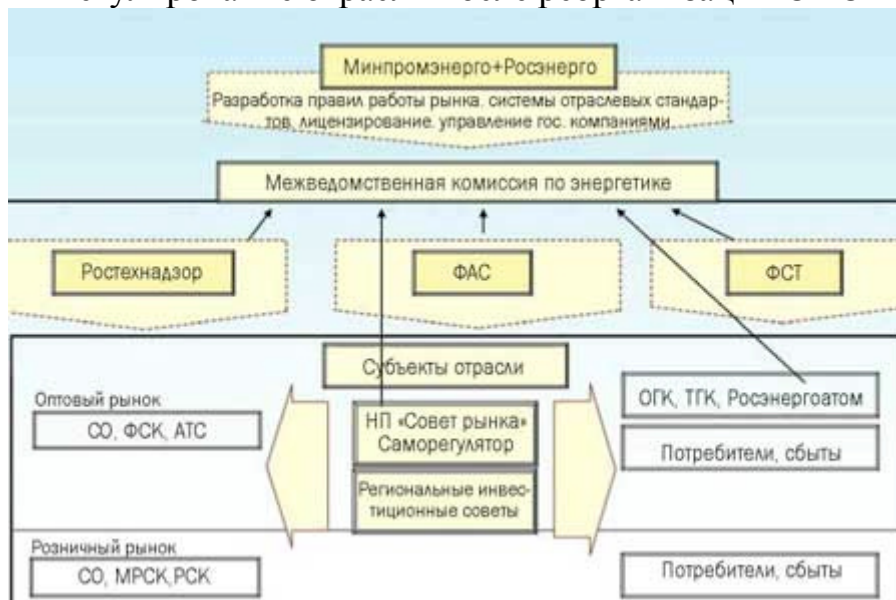 Минпромэнерго+Росэнерго
Разработка правил работы рынка, системы отраслевых стандар-
тов, лицензирование, управление гос. компаниями
Межведомственная комиссия по энергетике
Ростехнадзор
ФАС
ФСТ
Субъекты отрасли
Оптовый рынок
СО, ФСК, АТС
НП «Совет рынка»
Саморегулятор
Региональные инвес-
тиционные советы
ОГК, ТГК, Росэнергоатом
Потребители, сбыты
Розничный рынок
СО, МРСК,РСК
Потребители, сбыты